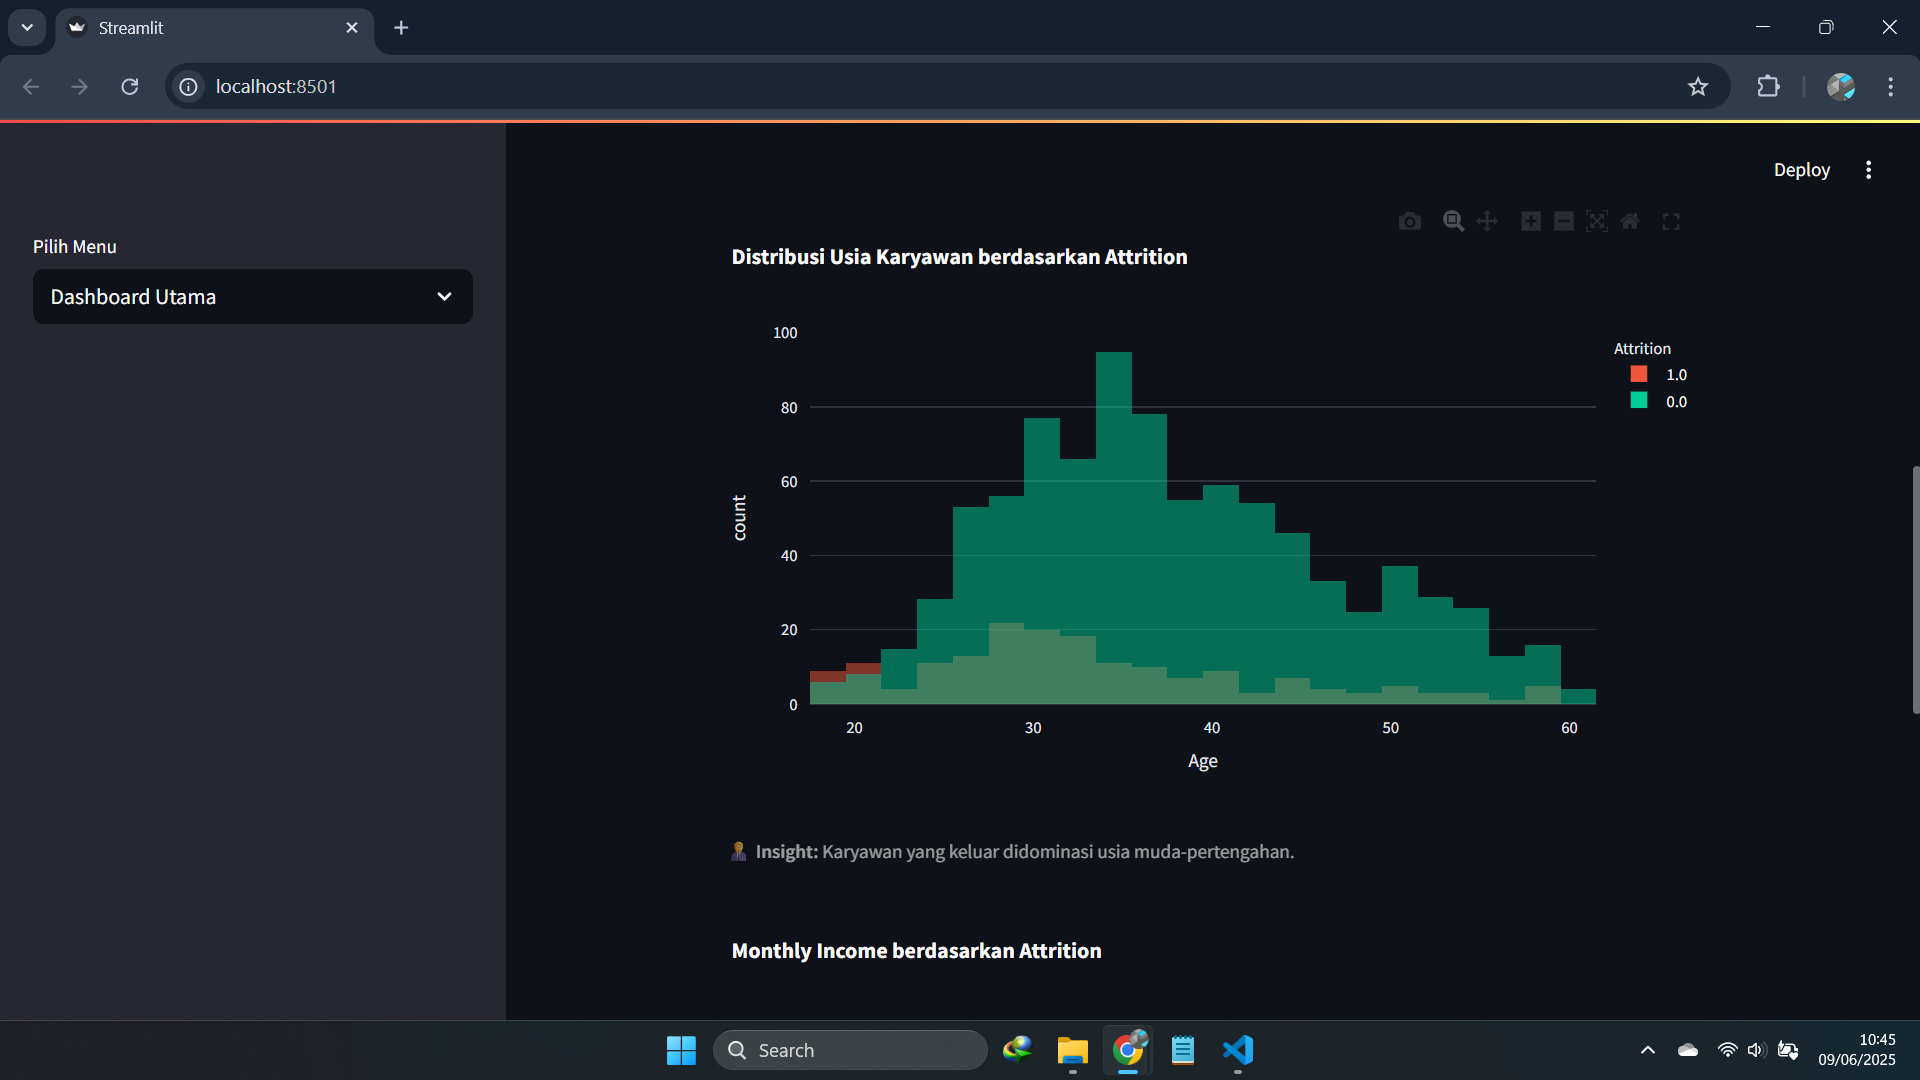 Streamlit
localhost:8501
Deploy
Pilih Menu
Dashboard Utama
Distribusi Usia Karyawan berdasarkan Attrition
100
80
60
40
20
0
count
20 30 40 50 60
Age
Attrition
1.0
0.0
Insight: Karyawan yang keluar didominasi usia muda-pertengahan.
Monthly Income berdasarkan Attrition
Search
10:45
09/06/2025